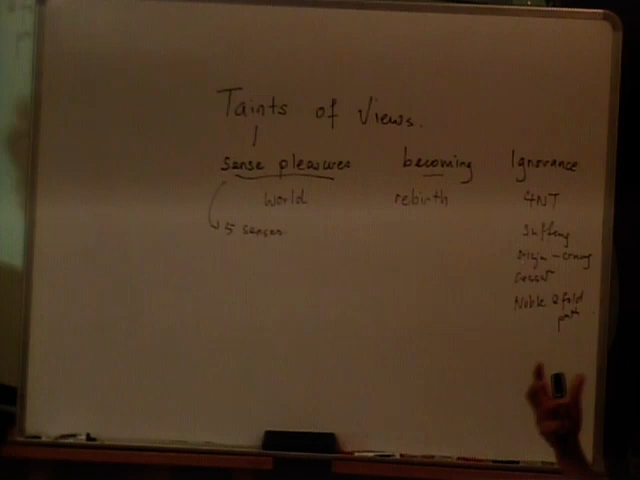 Taints of Views.
sense pleasures becoming Ignorance
world rebirth 4NT
5 senses Suffering
origin - craving
Noble 8 fold
path